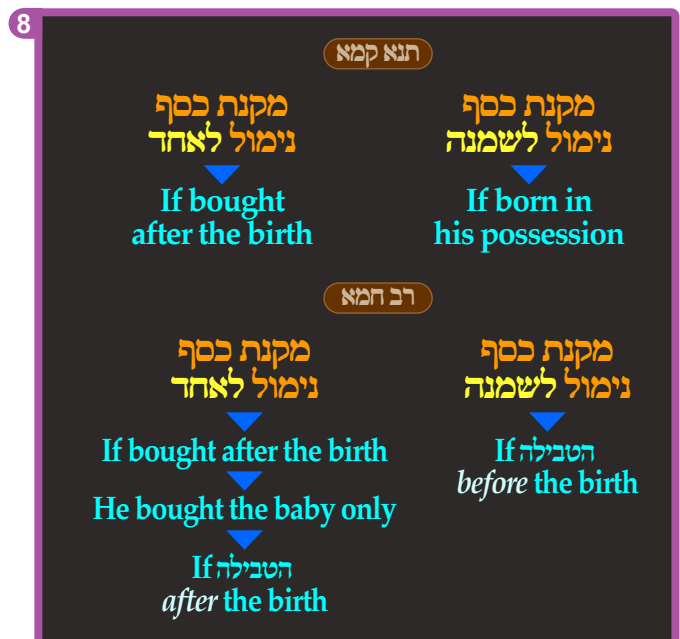 8
תנא קמא
מקנת כסף
נימול לשמנה
If born in
his possession
מקנת כסף
נימול לאחד
If bought
after the birth
רב חמא
מקנת כסף
נימול לשמנה
If הטבילה
before the birth
מקנת כסף
נימול לאחד
If bought after the birth
He bought the baby only
If הטבילה
after the birth